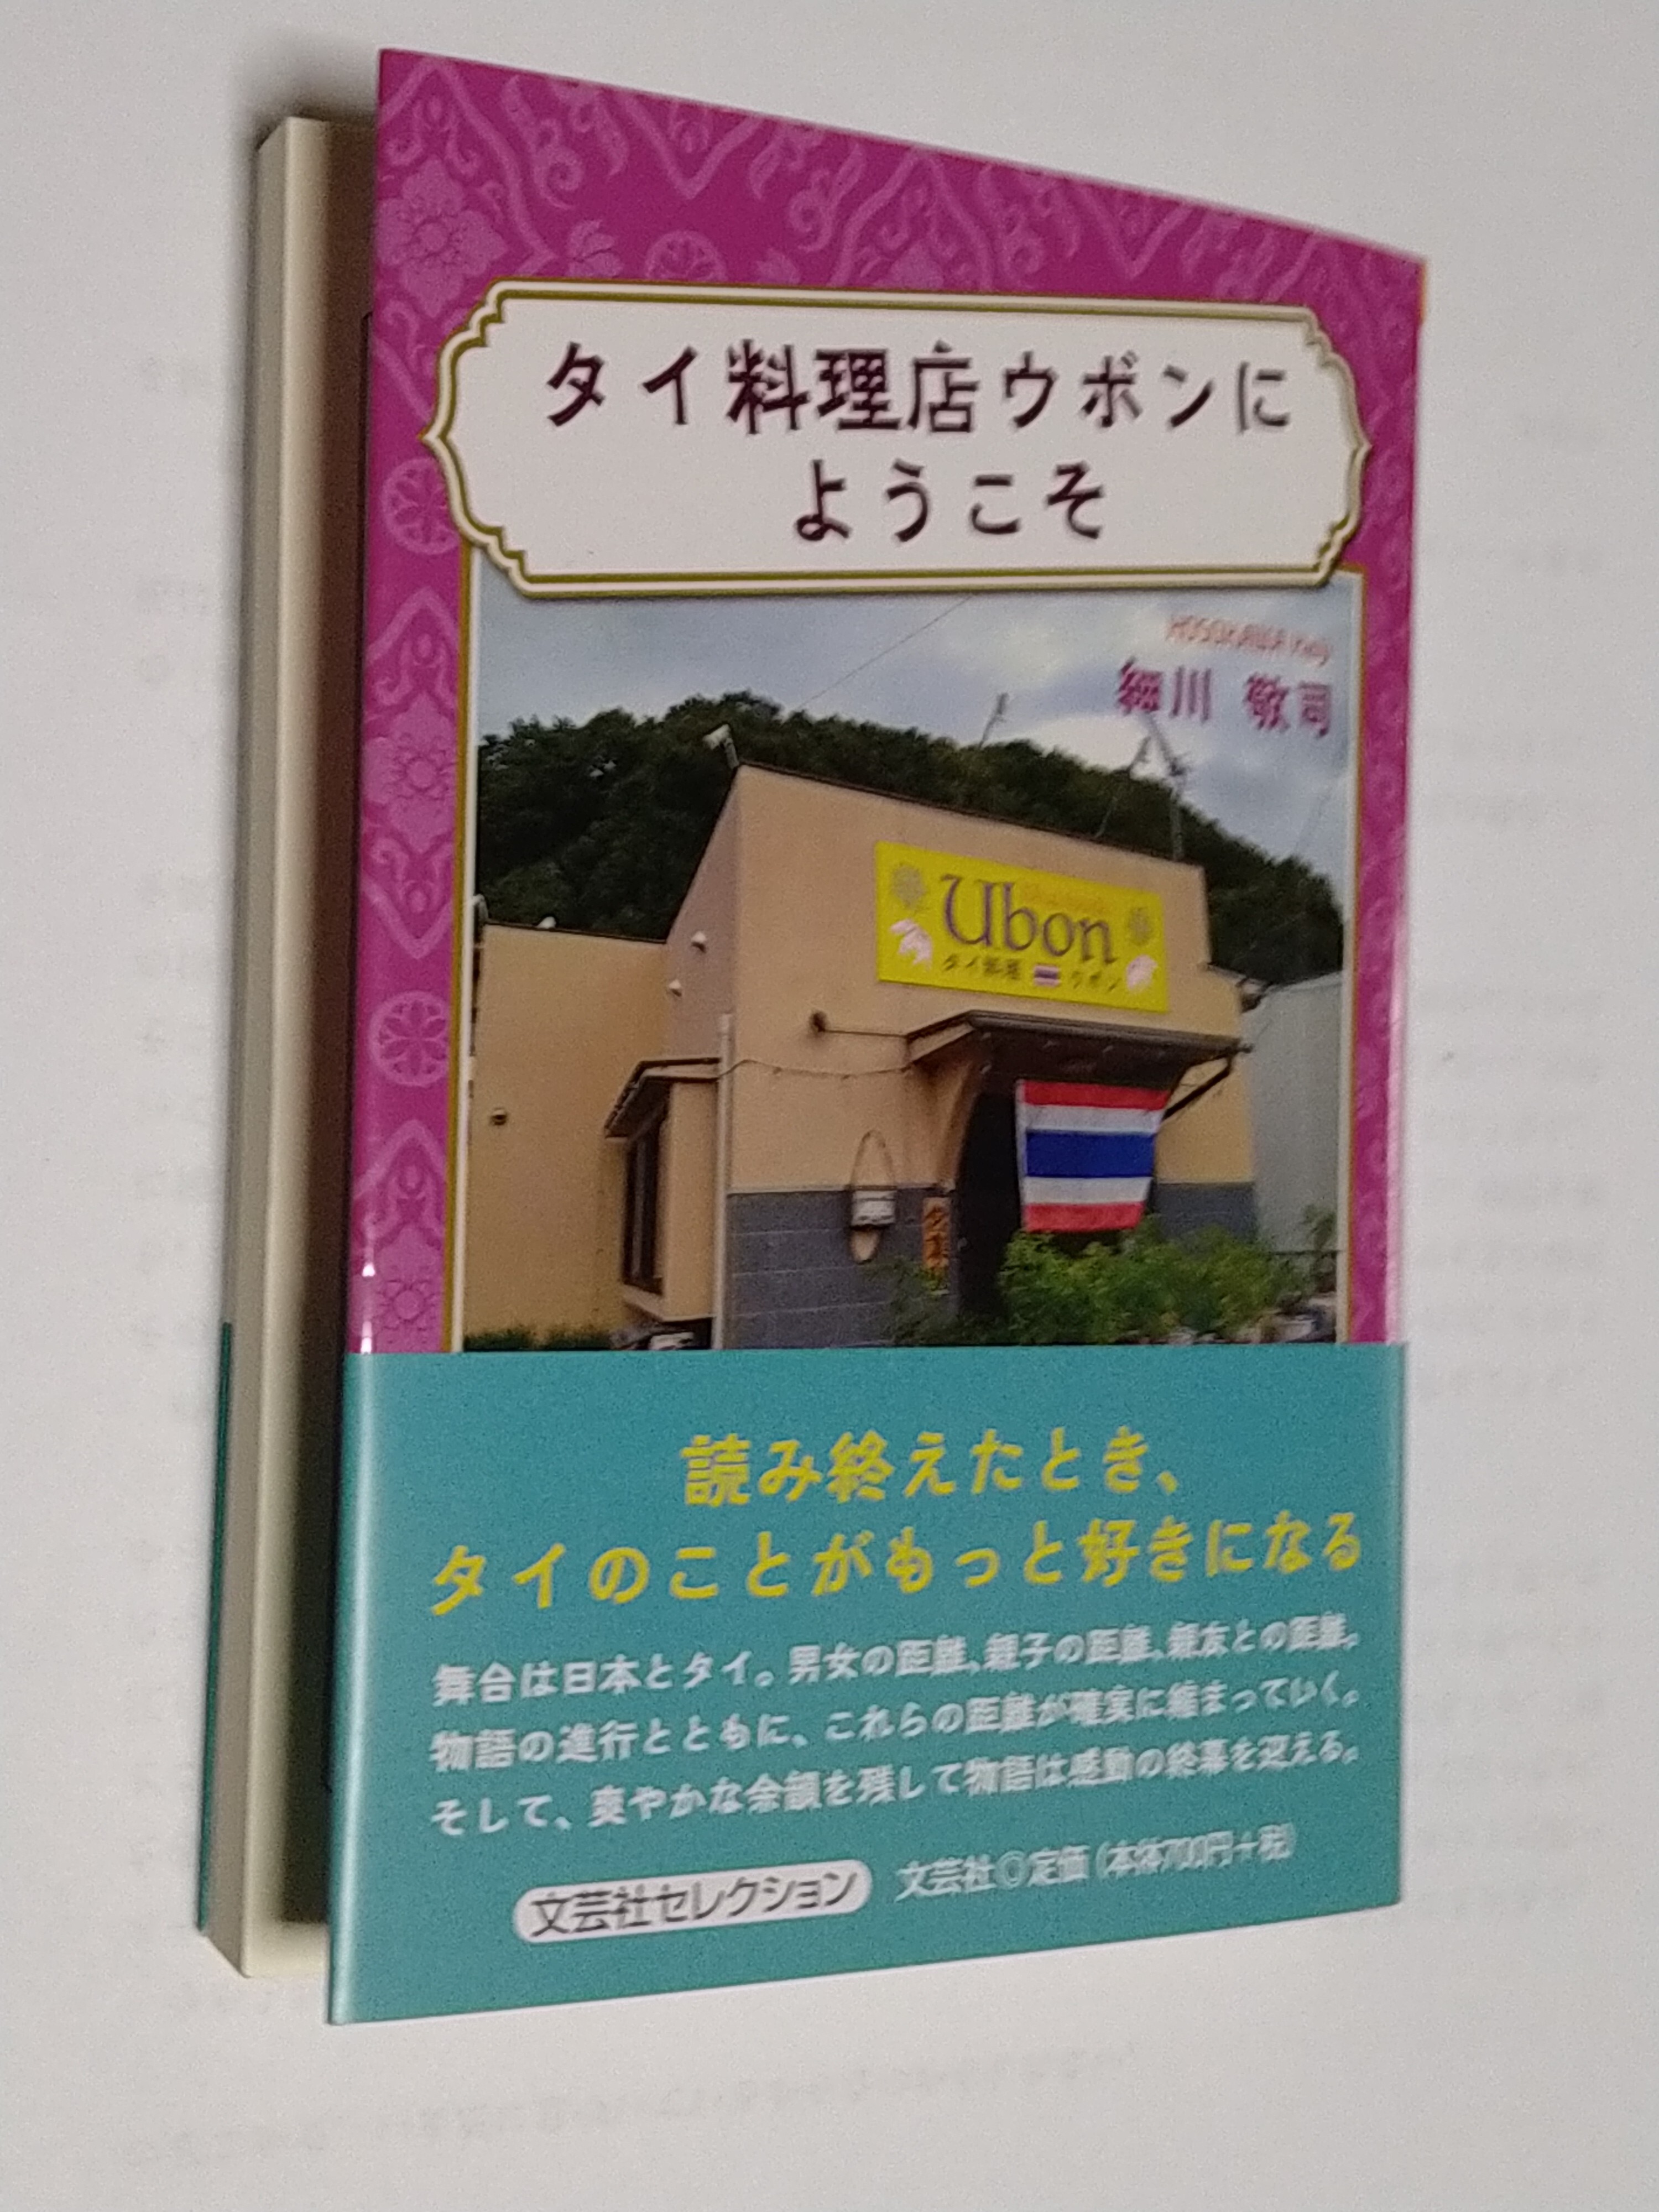 タイ料理店ウボンに
ようこそ
HOSOKAWA
細川 敬司
Ubon
タイ料理 ウボン
読み終えたとき、
タイのことがもっと好きになる
舞台は日本とタイ。男女の距離、親子の距離、親友との距離。
物語の進行とともに、これらの距離が確実に縮まっていく。
そして、爽やかな余韻を残して物語は感動の終幕を迎える。
文芸社セレクション 文芸社◎定価(本体700円+税)